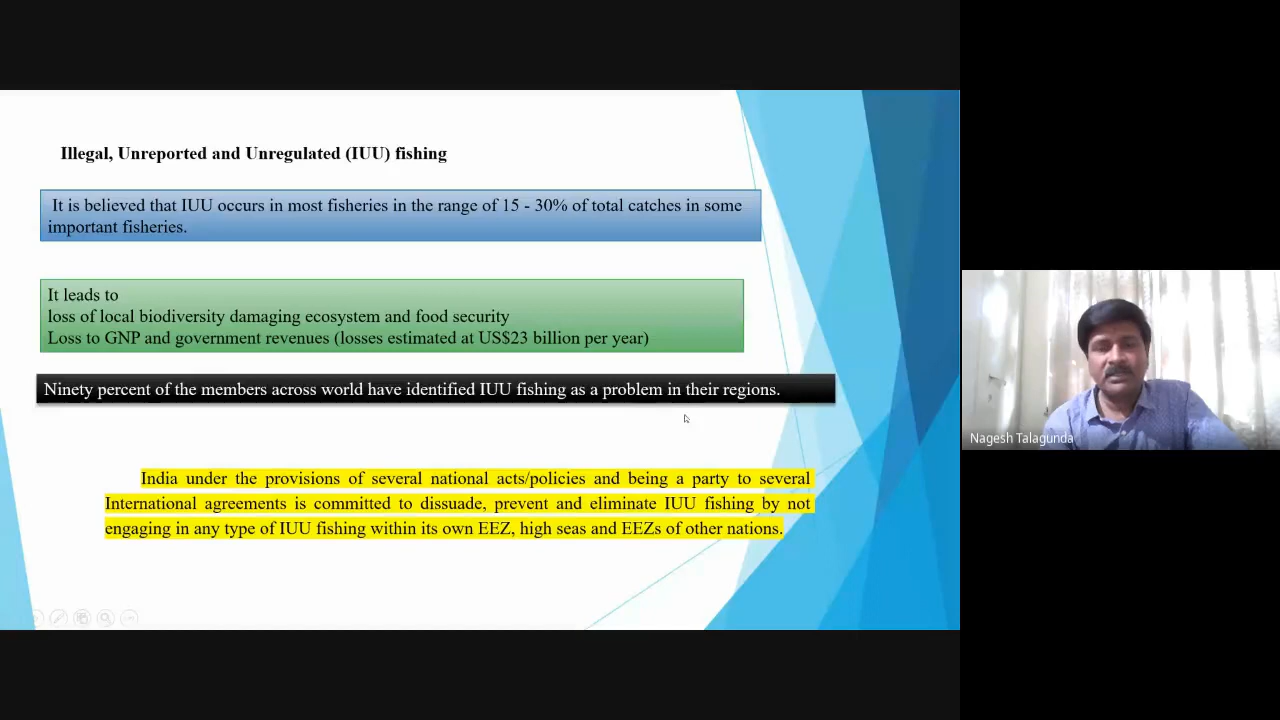 Illegal, Unreported and Unregulated (IUU) fishing
It is believed that IUU occurs in most fisheries in the range of 15 - 30% of total catches in some
important fisheries.
It leads to
loss of local biodiversity damaging ecosystem and food security
Loss to GNP and government revenues (losses estimated at US$23 billion per year)
Ninety percent of the members across world have identified IUU fishing as a problem in their regions.
India under the provisions of several national acts/policies and being a party to several
International agreements is committed to dissuade, prevent and eliminate IUU fishing by not
engaging in any type of IUU fishing within its own EEZ, high seas and EEZs of other nations.
Nagesh Talagunda